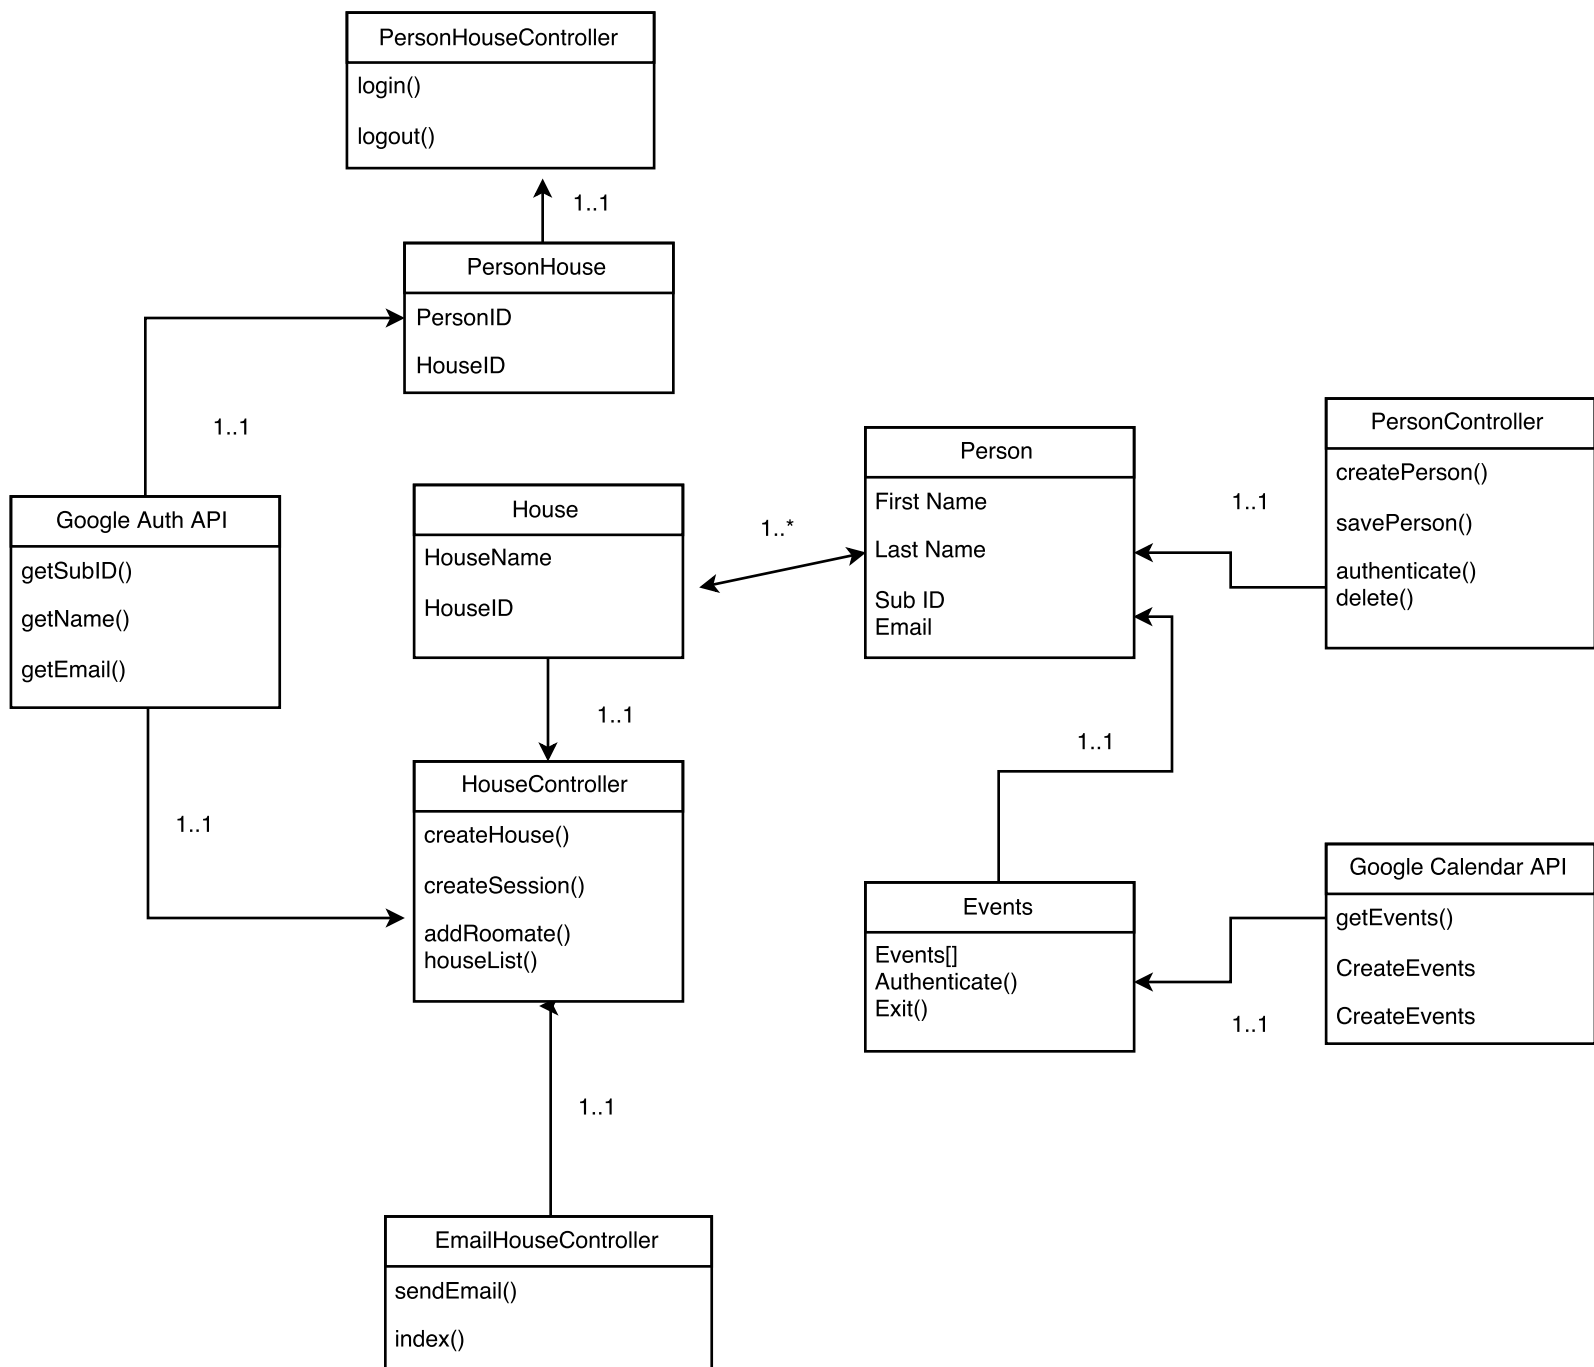 PersonHouseController
login()
logout()
1..1
PersonHouse
PersonID
HouseID
1..1
Google Auth API
getSubID()
getName()
getEmail()
House
HouseName
HouseID
1..*
Person
First Name
Last Name
Sub ID
Email
1..1
PersonController
createPerson()
savePerson()
authenticate()
delete()
1..1
1..1
1..1
HouseController
createHouse()
createSession()
addRoomate()
houseList()
Events
Events[]
Authenticate()
Exit()
1..1
Google Calendar API
getEvents()
CreateEvents
CreateEvents
1..1
EmailHouseController
sendEmail()
index()